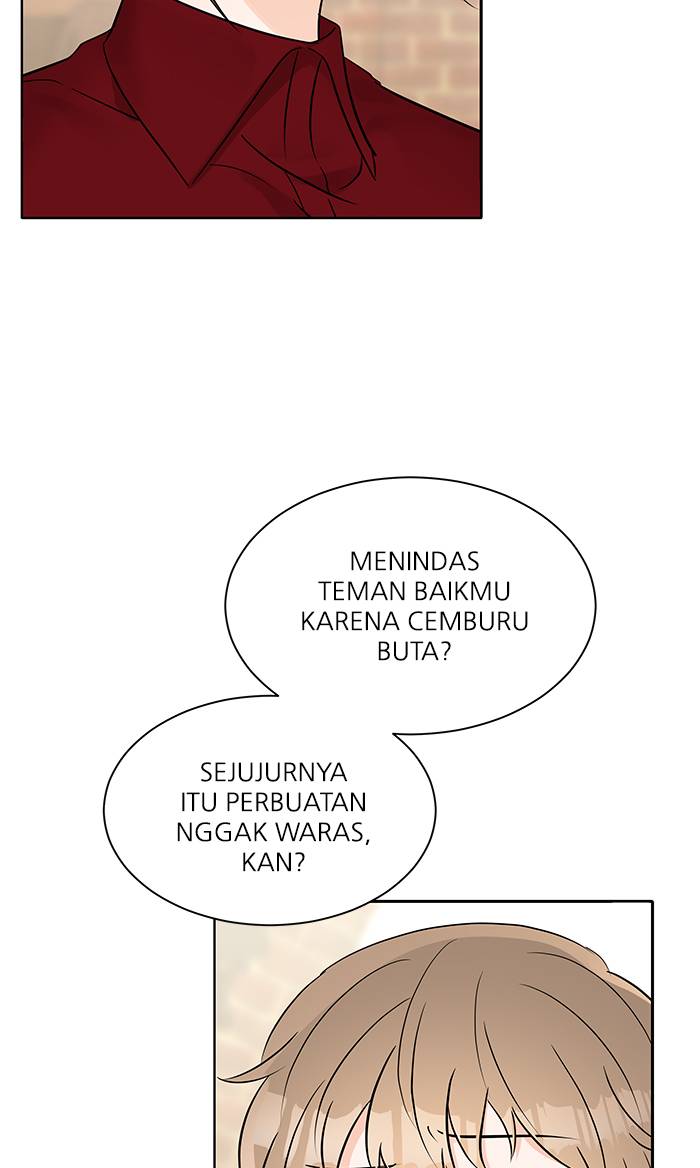 MENINDAS
TEMAN BAIKMU
KARENA CEMBURU
BUTA?
SEJUJURNYA
ITU PERBUATAN
NGGAK WARAS,
KAN?